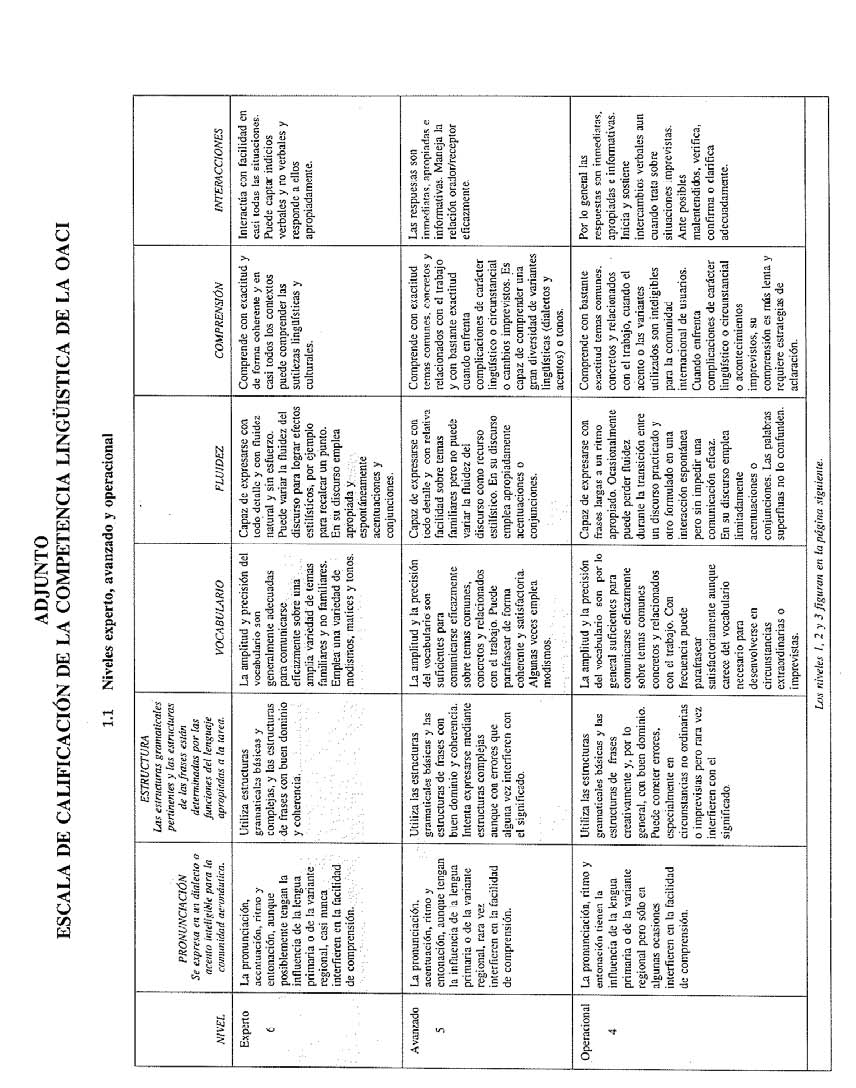 ADJUNTO
ESCALA DE CALIFICACIÓN DE LA COMPETENCIA LINGÜISTICA DE LA OACI
1.1 Niveles experto, avanzado y operacional
NIVEL
PRONUNCIACIÓN
Se expresa en un dialecto o
acento inteligible para la
comunidad aeronáutica.
ESTRUCTURA
Las estructuras gramaticales
pertinentes y las estructuras
de las frases están
determinadas por las
funciones del lenguaje
apropiadas a la tarea.
VOCABULARIO
FLUIDEZ
COMPRENSIÓN
INTERACCIONES
Experto
6
La pronunciación,
acentuación, ritmo y
entonación, aunque
posiblemente tengan la
influencia de la lengua
primaria o de la variante
regional, casi nunca
interfieren en la facilidad
de comprensión.
Utiliza estructuras
gramaticales básicas y
complejas, y las estructuras
de frases con buen dominio
y coherencia.
La amplitud y precisión del
vocabulario son
generalmente adecuadas
para comunicarse
eficazmente sobre una
amplia variedad de temas
familiares y no familiares.
Emplea una variedad de
modismos, matices y tonos.
Capaz de expresarse con
todo detalle y con fluidez
natural y sin esfuerzo.
Puede variar la fluidez del
discurso para lograr efectos
estilísticos, por ejemplo
para recalcar un punto.
En su discurso emplea
apropiada y
espontáneamente
acentuaciones y
conjunciones.
Comprende con exactitud y
de forma coherente y en
casi todos los contextos
puede comprender las
sutilezas lingüísticas y
culturales.
Interactúa con facilidad en
casi todas las situaciones.
Puede captar indicios
verbales y no verbales y
responde a ellos
apropiadamente.
Avanzado
5
La pronunciación,
acentuación, ritmo y
entonación, aunque tengan
la influencia de la lengua
primaria o de la variante
regional, rara vez
interfieren en la facilidad
de comprensión.
Utiliza las estructuras
gramaticales básicas y las
estructuras de frases con
buen dominio y coherencia.
Intenta expresarse mediante
estructuras complejas
aunque con errores que
alguna vez interfieren con
el significado.
La amplitud y la precisión
del vocabulario son
suficientes para
comunicarse eficazmente
sobre temas comunes,
concretos y relacionados
con el trabajo. Puede
parafrasear de forma
coherente y satisfactoria.
Algunas veces emplea
modismos.
Capaz de expresarse con
todo detalle y con relativa
facilidad sobre temas
familiares pero no puede
variar la fluidez del
discurso como recurso
estilístico. En su discurso
emplea apropiadamente
acentuaciones o
conjunciones.
Comprende con exactitud
temas comunes, concretos y
relacionados con el trabajo
y con bastante exactitud
cuando enfrenta
complicaciones de carácter
lingüístico o circunstancial
o cambios imprevistos. Es
capaz de comprender una
gran diversidad de variantes
lingüísticas (dialectos y
acentos) o tonos.
Las respuestas son
inmediatas, apropiadas e
informativas. Maneja la
relación orador/receptor
eficazmente.
Operacional
4
La pronunciación, ritmo y
entonación tienen la
influencia de la lengua
primaria o de la variante
regional pero sólo en
algunas ocasiones
interfieren en la facilidad
de comprensión.
Utiliza las estructuras
gramaticales básicas y las
estructuras de frases
creativamente y, por lo
general, con buen dominio.
Puede cometer errores,
especialmente en
circunstancias no ordinarias
o imprevistas pero rara vez
interfieren con el
significado.
La amplitud y la precisión
del vocabulario son por lo
general suficientes para
comunicarse eficazmente
sobre temas comunes
concretos y relacionados
con el trabajo. Con
frecuencia puede
parafrasear
satisfactoriamente aunque
carece del vocabulario
necesario para
desenvolverse en
circunstancias
extraordinarias o
imprevistas.
Capaz de expresarse con
frases largas a un ritmo
apropiado. Ocasionalmente
puede perder fluidez
durante la transición entre
un discurso practicado y
otro formulado en una
interacción espontánea
pero sin impedir una
comunicación eficaz.
En su discurso emplea
limitadamente
acentuaciones o
conjunciones. Las palabras
superfluas no lo confunden.
Comprende con bastante
exactitud temas comunes,
concretos y relacionados
con el trabajo, cuando el
acento o las variantes
utilizados son inteligibles
para la comunidad
internacional de usuarios.
Cuando enfrenta
complicaciones de carácter
lingüístico o circunstancial
o acontecimientos
imprevistos, su
comprensión es más lenta y
requiere estrategias de
aclaración.
Por lo general las
respuestas son inmediatas,
apropiadas e informativas.
Inicia y sostiene
intercambios verbales aun
cuando trata sobre
situaciones imprevistas.
Ante posibles
malentendidos, verifica,
confirma o clarifica
adecuadamente.
Los niveles 1, 2 y 3 figuran en la página siguiente.